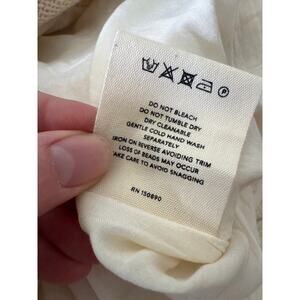 P
DO NOT BLEACH
DO NOT TUMBLE DRY
DRY CLEANABLE
GENTLE COLD HAND WASH
SEPARATELY
IRON ON REVERSE AVOIDING TRIM
LOSS OF BEADS MAY OCCUR
TAKE CARE TO AVOID SNAGGING
RN 150890